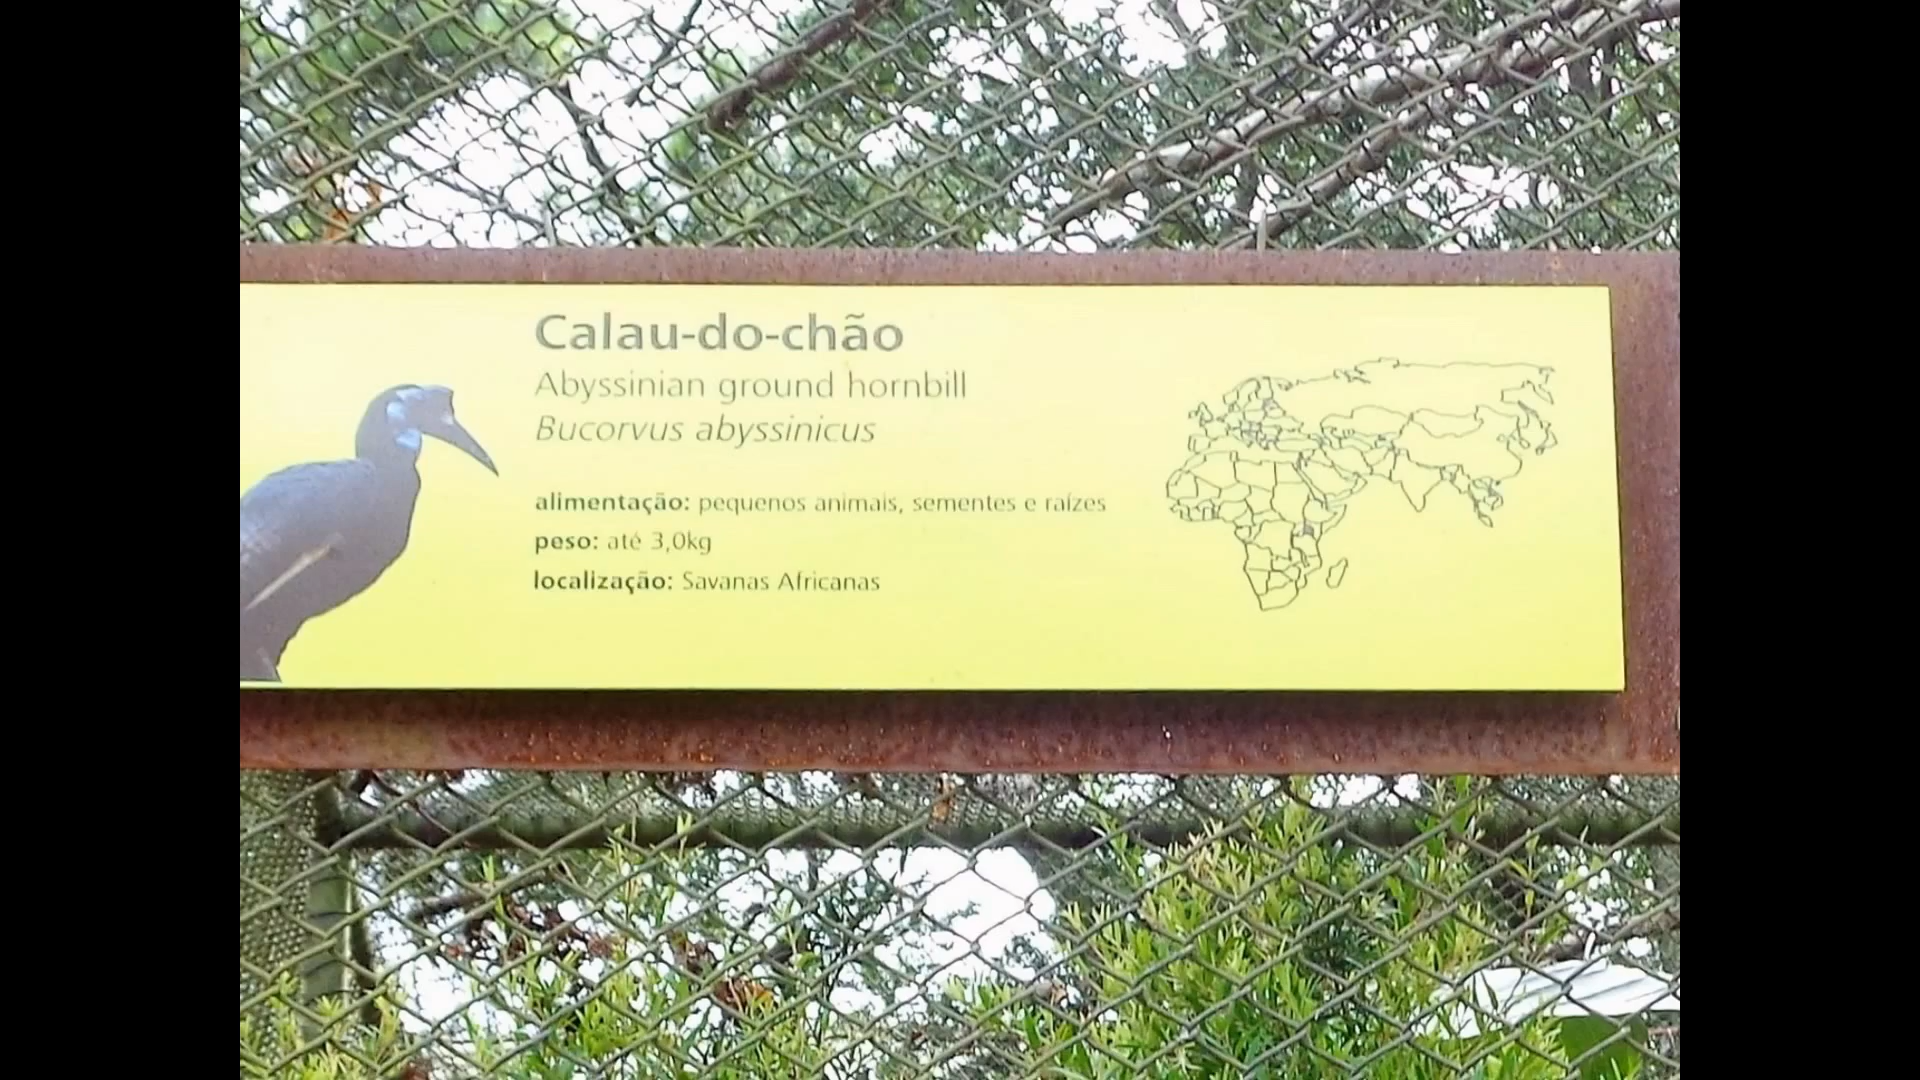 Calau-do-chão
Abyssinian ground hornbill
Bucorvus abyssinicus
alimentação: pequenos animais, sementes e raízes
peso: até 3,0kg
localização: Savanas Africanas